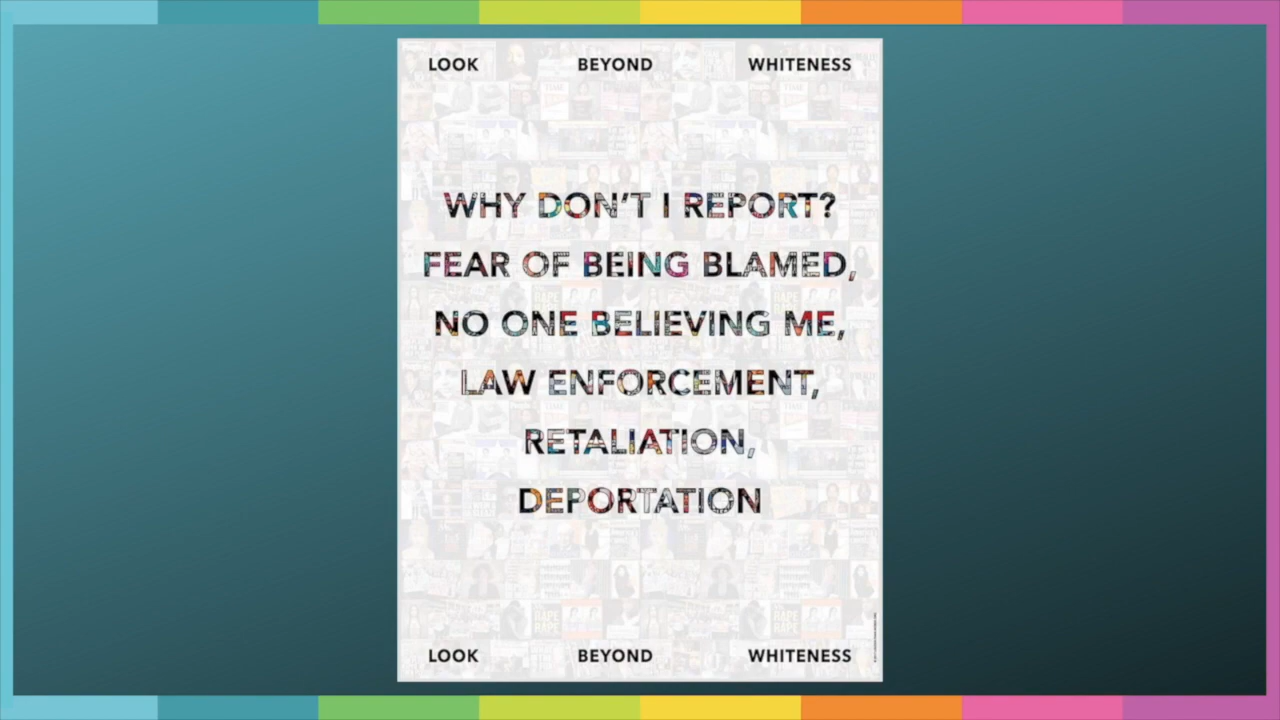 LOOK BEYOND WHITENESS
WHY DON'T I REPORT?
FEAR OF BEING BLAMED,
NO ONE BELIEVING ME,
LAW ENFORCEMENT,
RETALIATION,
DEPORTATION
LOOK BEYOND WHITENESS